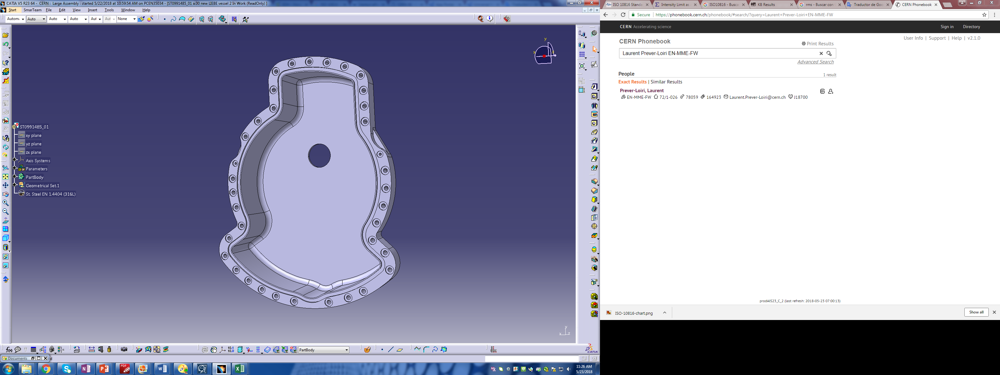 CATIA V5 R23 64 - CERN : Large Assembly : started 5/22/2018 at 10:59:54 AM on PCEN35034 - [ST0991485_01 a.00 new LIEBE vessel 2 In Work (ReadOnly) ]
Start SmarTeam File Edit View Insert Tools Window Help
Automa Auto Auto Auto Aut Aut None
y
x
z
ST0991485_01
xy plane
yz plane
zx plane
Axis Systems
Parameters
PartBody
Geometrical Set.1
St. Steel EN 1.4404 (316L)
y
x z
f(x) 10,1 10,0 PartBody
DS CATIA
Documents d
11:26 AM
5/23/2018
ISO 10816 Standa Intensity Limit as ISO10816 - Busca KB Results rms - Buscar con Traductor de Goo CERN Phonebook
Secure https://phonebook.cern.ch/phonebook/#search/?query=Laurent+Prever-Loiri+EN-MME-FW
CERN Accelerating science Sign in Directory
User Info | Support | Help | v2.1.0
CERN Phonebook
Print Results
Laurent Prever-Loiri EN-MME-FW
Advanced Search
People 1 result
Exact Results | Similar Results
Prever-Loiri, Laurent
EN-MME-FW 72/1-026 78059 164923 Laurent.Prever-Loiri@cern.ch J18700
prodAIS23_C_2 (last refresh: 2018-05-23 07:00:13)
ISO-10816-chart.png Show all